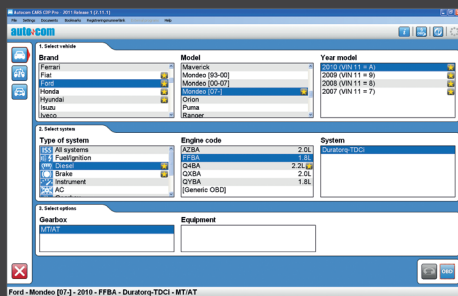 Autocom CARS CDP Pro - 2011 Release 1 (2.11.1)
File Settings Documents Bookmarks Help
autocom
1. Select vehicle
Brand
Ferrari
Fiat
Ford
Honda
Hyundai
Isuzu
Iveco
Model
Maverick
Mondeo [93-00]
Mondeo [00-07]
Mondeo [07-]
Orion
Puma
Ranger
Year model
2010 (VIN 11 = A)
2009 (VIN 11 = 9)
2008 (VIN 11 = 8)
2007 (VIN 11 = 7)
2. Select system
Type of system
ISS All systems
Fuel/Ignition
Diesel
Brake
Instrument
AC
Engine code
AZBA 2.0L
FFBA 1.8L
Q4BA 2.2L
QXBA 2.0L
QYBA 1.8L
[Generic OBD]
System
Duratorq-TDCi
3. Select options
Gearbox
MT/AT
Equipment
OBD
Ford - Mondeo [07-] - 2010 - FFBA - Duratorq-TDCi - MT/AT